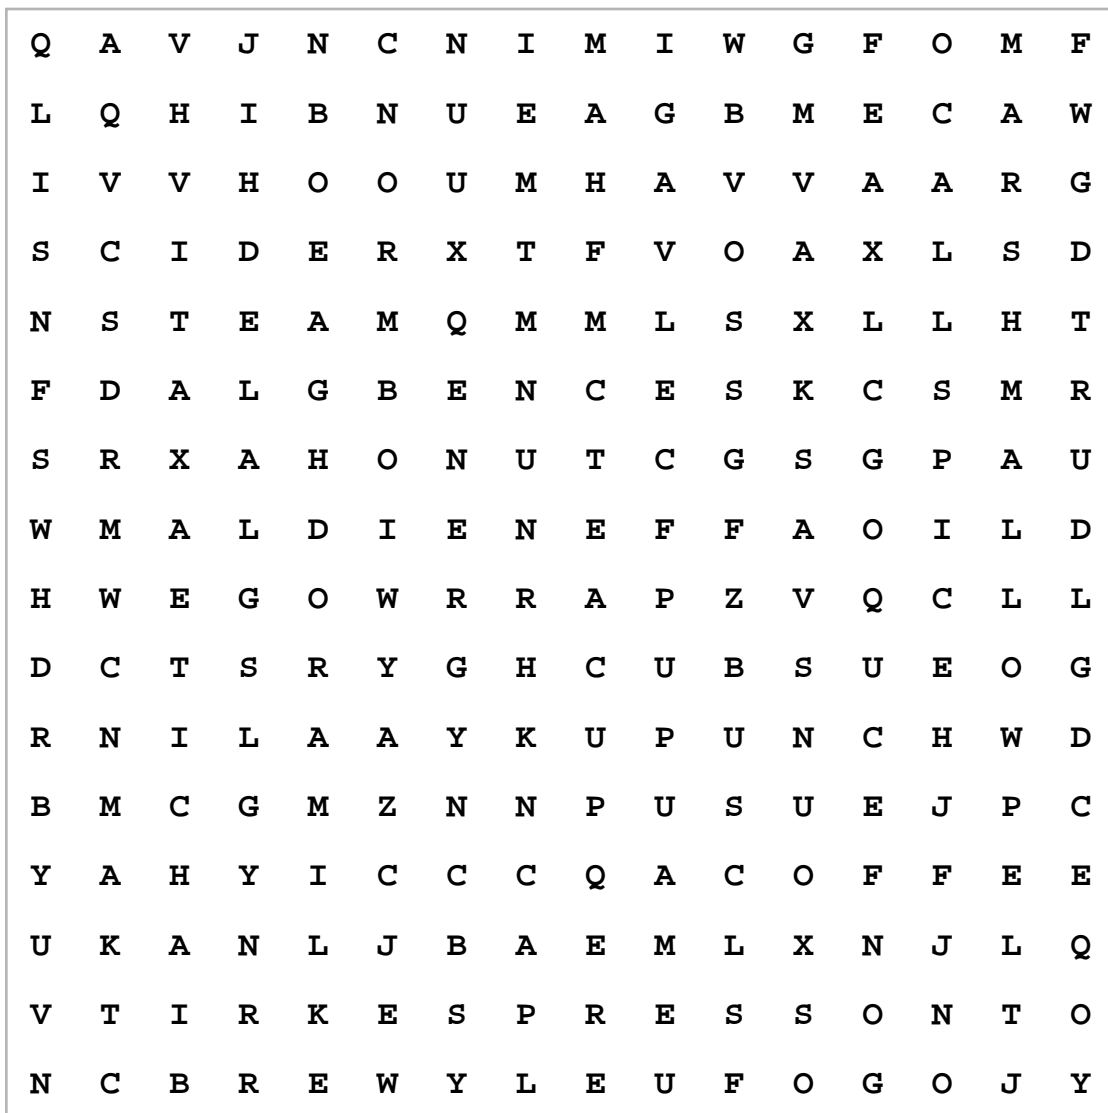 Q A V J N C N I M I W G F O M F
L Q H I B N U E A G B M E C A W
I V V H O O U M H A V V A A R G
S C I D E R X T F V O A X L S D
N S T E A M Q M M L S X L L H T
F D A L G B E N C E S K C S M R
S R X A H O N U T C G S G P A U
W M A L D I E N E F F A O I L D
H W E G O W R R A P Z V Q C L L
D C T S R Y G H C U B S U E O G
R N I L A A Y K U P U N C H W D
B M C G M Z N N P U S U E J P C
Y A H Y I C C C Q A C O F F E E
U K A N L J B A E M L X N J L Q
V T I R K E S P R E S S O N T O
N C B R E W Y L E U F O G O J Y